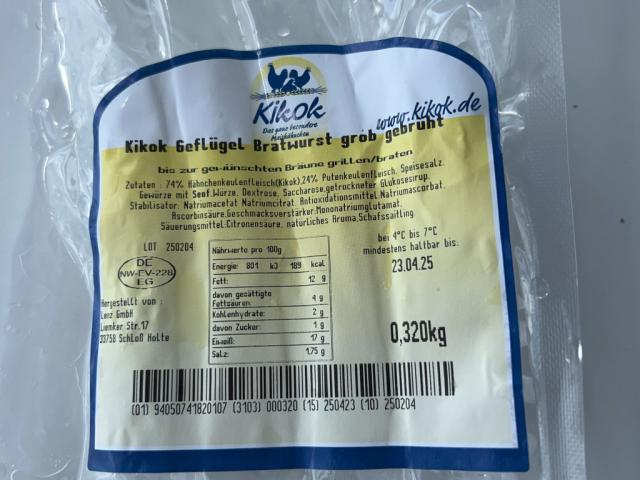 Kikok
Das ganz besondere
Maishähnchen
www.kikok.de
Kikok Geflügel Bratwurst grob gebrüht
bis zur gewünschten Bräune grillen/braten
Zutaten : 74% Hähnchenkeulenfleisch(Kikok),24% Putenkeulenfleisch, Speisesalz,
Gewürze mit Senf,Würze, Dextrose, Saccharose,getrockneter Glukosesirup,
Stabilisator: Natriumacetat Natriumcitrat, Antioxidationsmittel,Natriumascorbat,
Ascorbinsäure,Geschmacksverstärker,Mononatriumglutamat,
Säuerungsmittel,Citronensäure, natürliches Aroma,Schafssaitling
LOT 250204
DE
NW-EV-228
EG
Hergestellt von :
Lenz GmbH
Liemker Str.17
33758 Schloß Holte
Nährwerte pro 100g
Energie: 801 kJ 189 kcal
Fett: 12 g
davon gesättigte
Fettsäuren: 4 g
Kohlenhydrate: 2 g
davon Zucker: 1 g
Eiweiß: 17 g
Salz: 1,75 g
bei 4°C bis 7°C
mindestens haltbar bis:
23.04.25
0,320kg
(01) 94050741820107 (3103) 000320 (15) 250423 (10) 250204